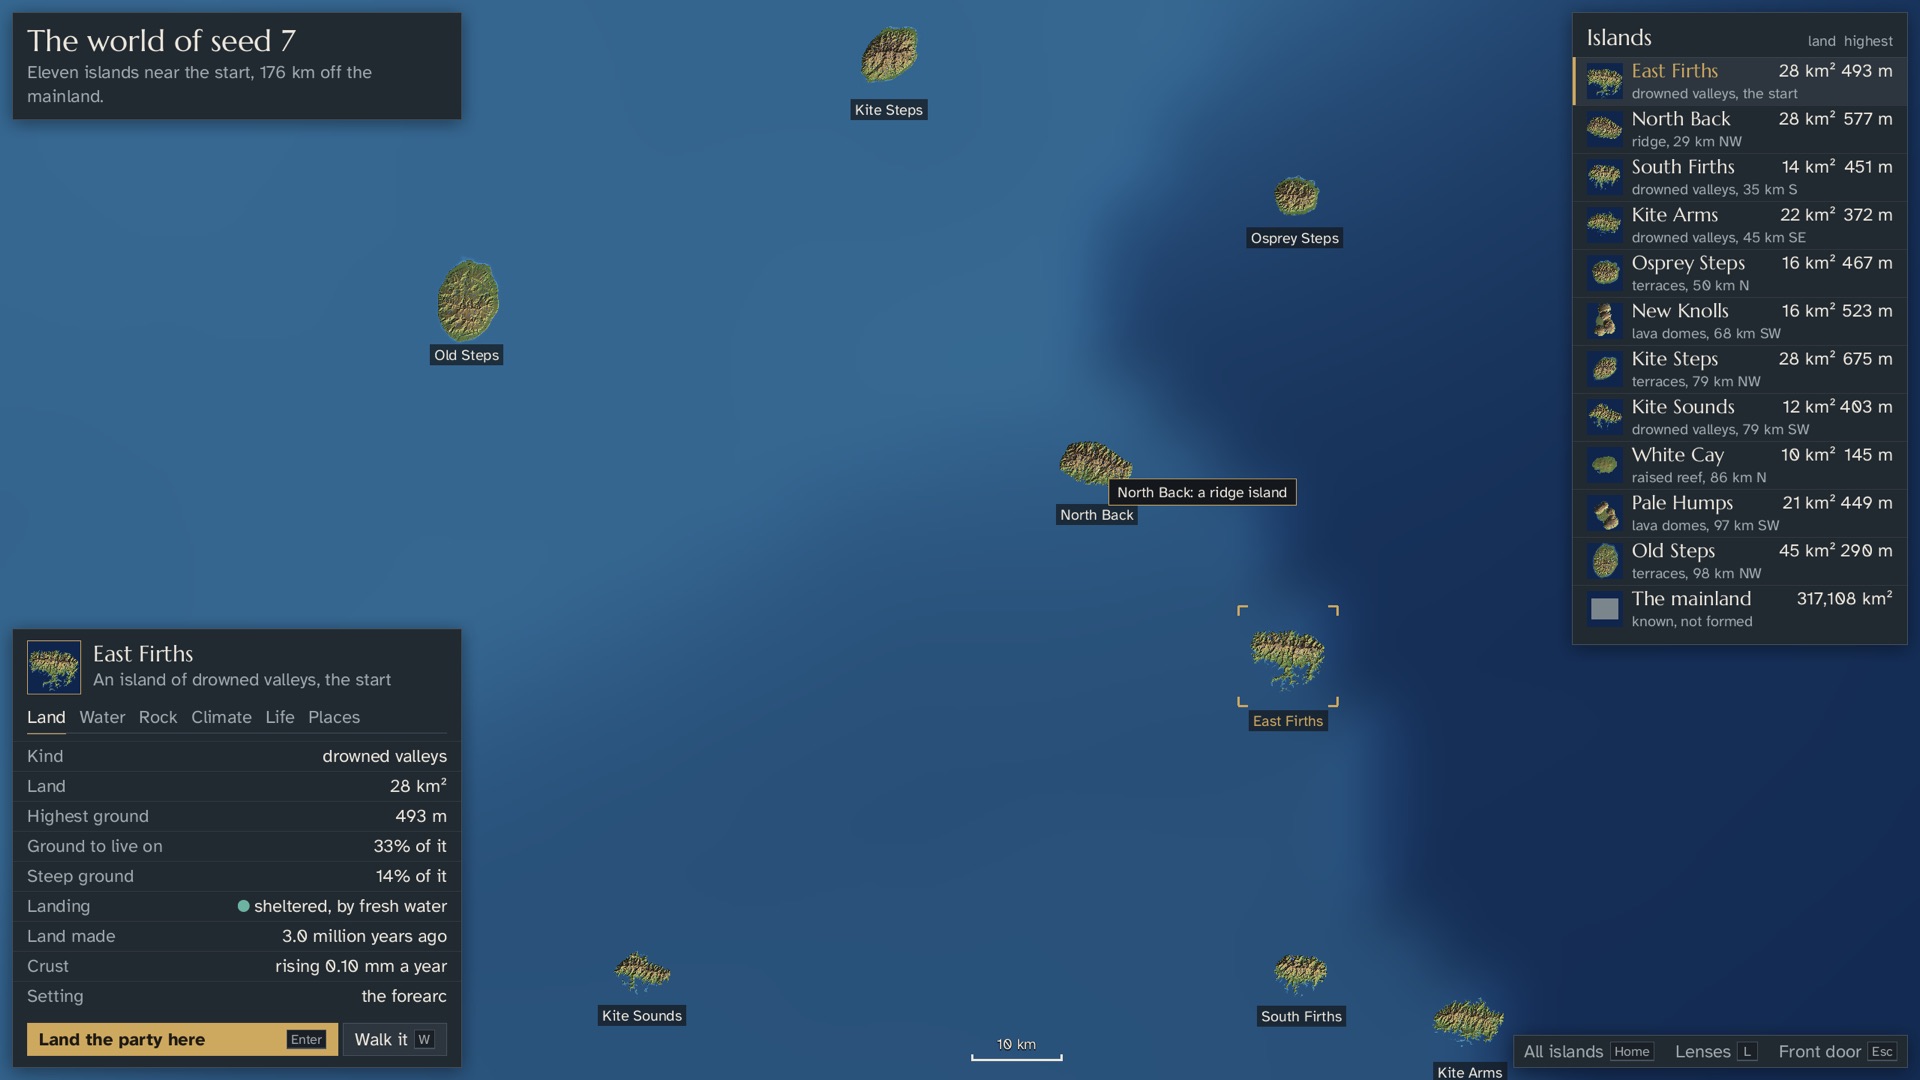 The world of seed 7
Eleven islands near the start, 176 km off the
mainland.
Kite Steps
Osprey Steps
Old Steps
North Back: a ridge island
North Back
East Firths
Kite Sounds
South Firths
Kite Arms
10 km
Islands
land highest
East Firths 28 km² 493 m
drowned valleys, the start
North Back 28 km² 577 m
ridge, 29 km NW
South Firths 14 km² 451 m
drowned valleys, 35 km S
Kite Arms 22 km² 372 m
drowned valleys, 45 km SE
Osprey Steps 16 km² 467 m
terraces, 50 km N
New Knolls 16 km² 523 m
lava domes, 68 km SW
Kite Steps 28 km² 675 m
terraces, 79 km NW
Kite Sounds 12 km² 403 m
drowned valleys, 79 km SW
White Cay 10 km² 145 m
raised reef, 86 km N
Pale Humps 21 km² 449 m
lava domes, 97 km SW
Old Steps 45 km² 290 m
terraces, 98 km NW
The mainland 317,108 km²
known, not formed
East Firths
An island of drowned valleys, the start
Land Water Rock Climate Life Places
Kind drowned valleys
Land 28 km²
Highest ground 493 m
Ground to live on 33% of it
Steep ground 14% of it
Landing sheltered, by fresh water
Land made 3.0 million years ago
Crust rising 0.10 mm a year
Setting the forearc
Land the party here Enter Walk it W
All islands Home Lenses L Front door Esc